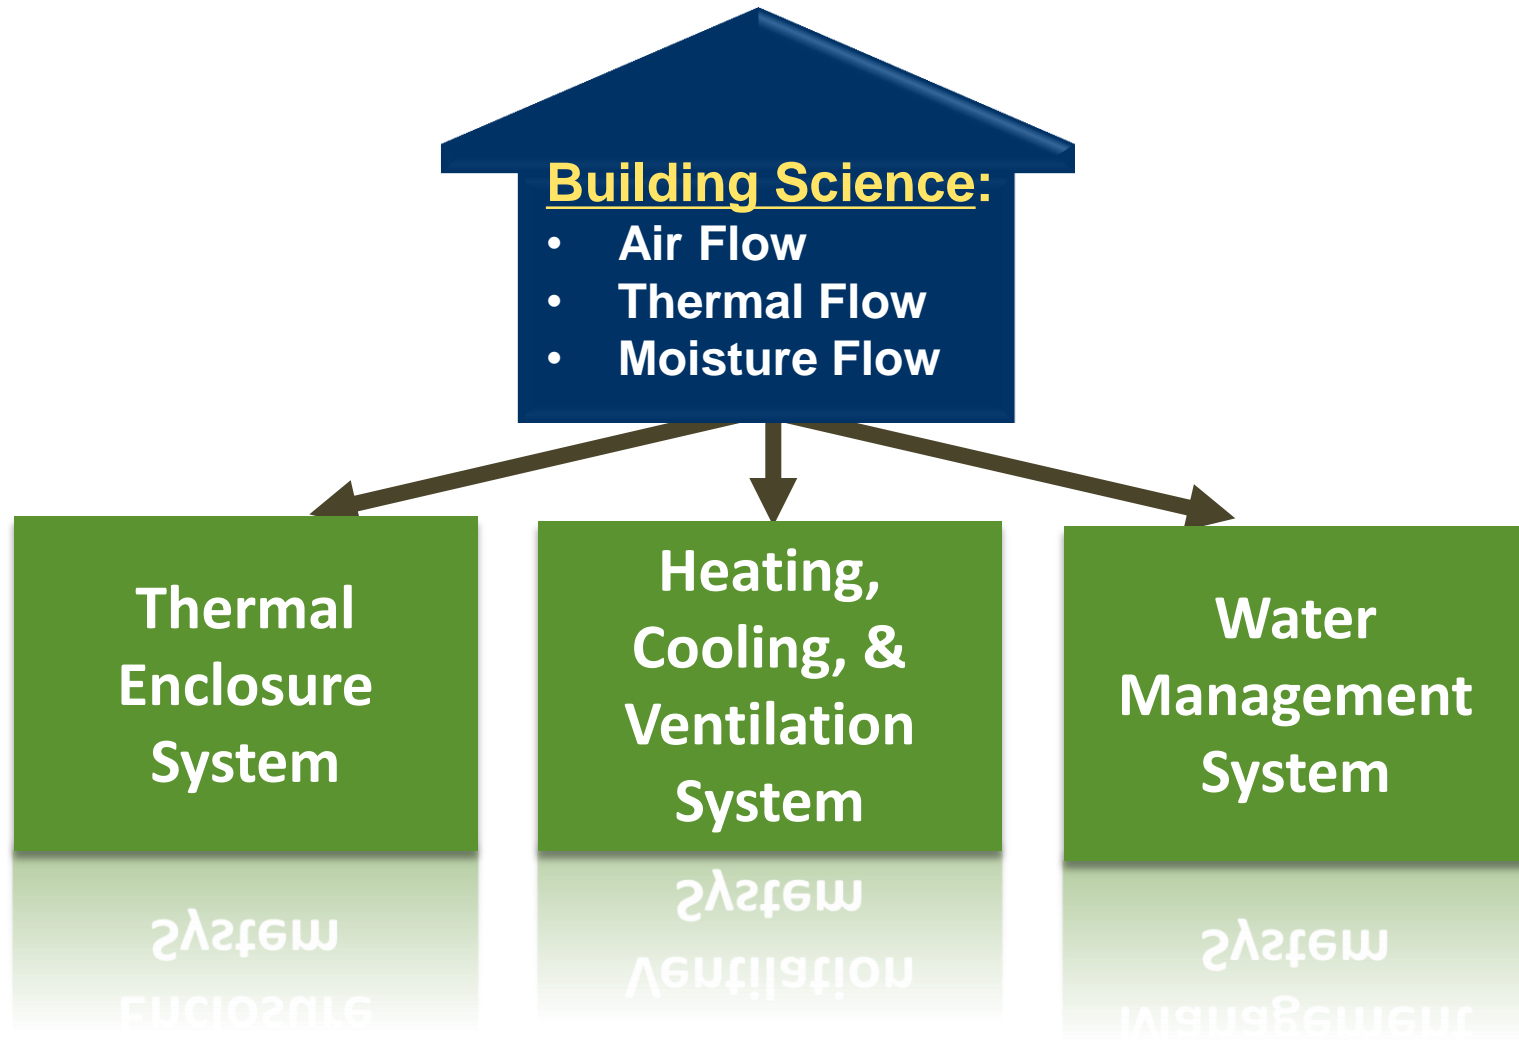 Building Science:
• Air Flow
• Thermal Flow
• Moisture Flow
Thermal
Enclosure
System
Heating,
Cooling, &
Ventilation
System
Water
Management
System